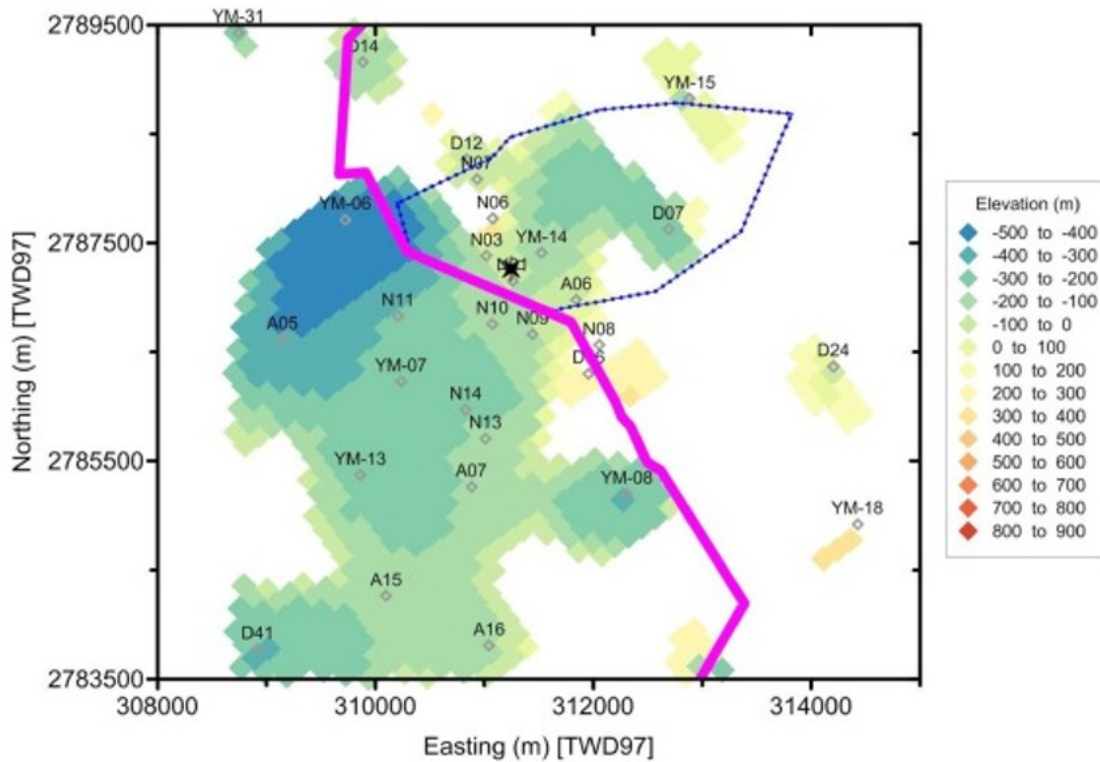 YM-31
2789500
D14
YM-15
D12
N07
YM-06
N06
D07
2787500
N03
YM-14
A06
N11
N10
N09
N08
A05
D24
YM-07
N14
N13
2785500
YM-13
A07
YM-08
YM-18
A15
D41
A16
2783500
308000
310000
312000
314000
Easting (m) [TWD97]
Northing (m) [TWD97]
Elevation (m)
-500 to -400
-400 to -300
-300 to -200
-200 to -100
-100 to 0
0 to 100
100 to 200
200 to 300
300 to 400
400 to 500
500 to 600
600 to 700
700 to 800
800 to 900